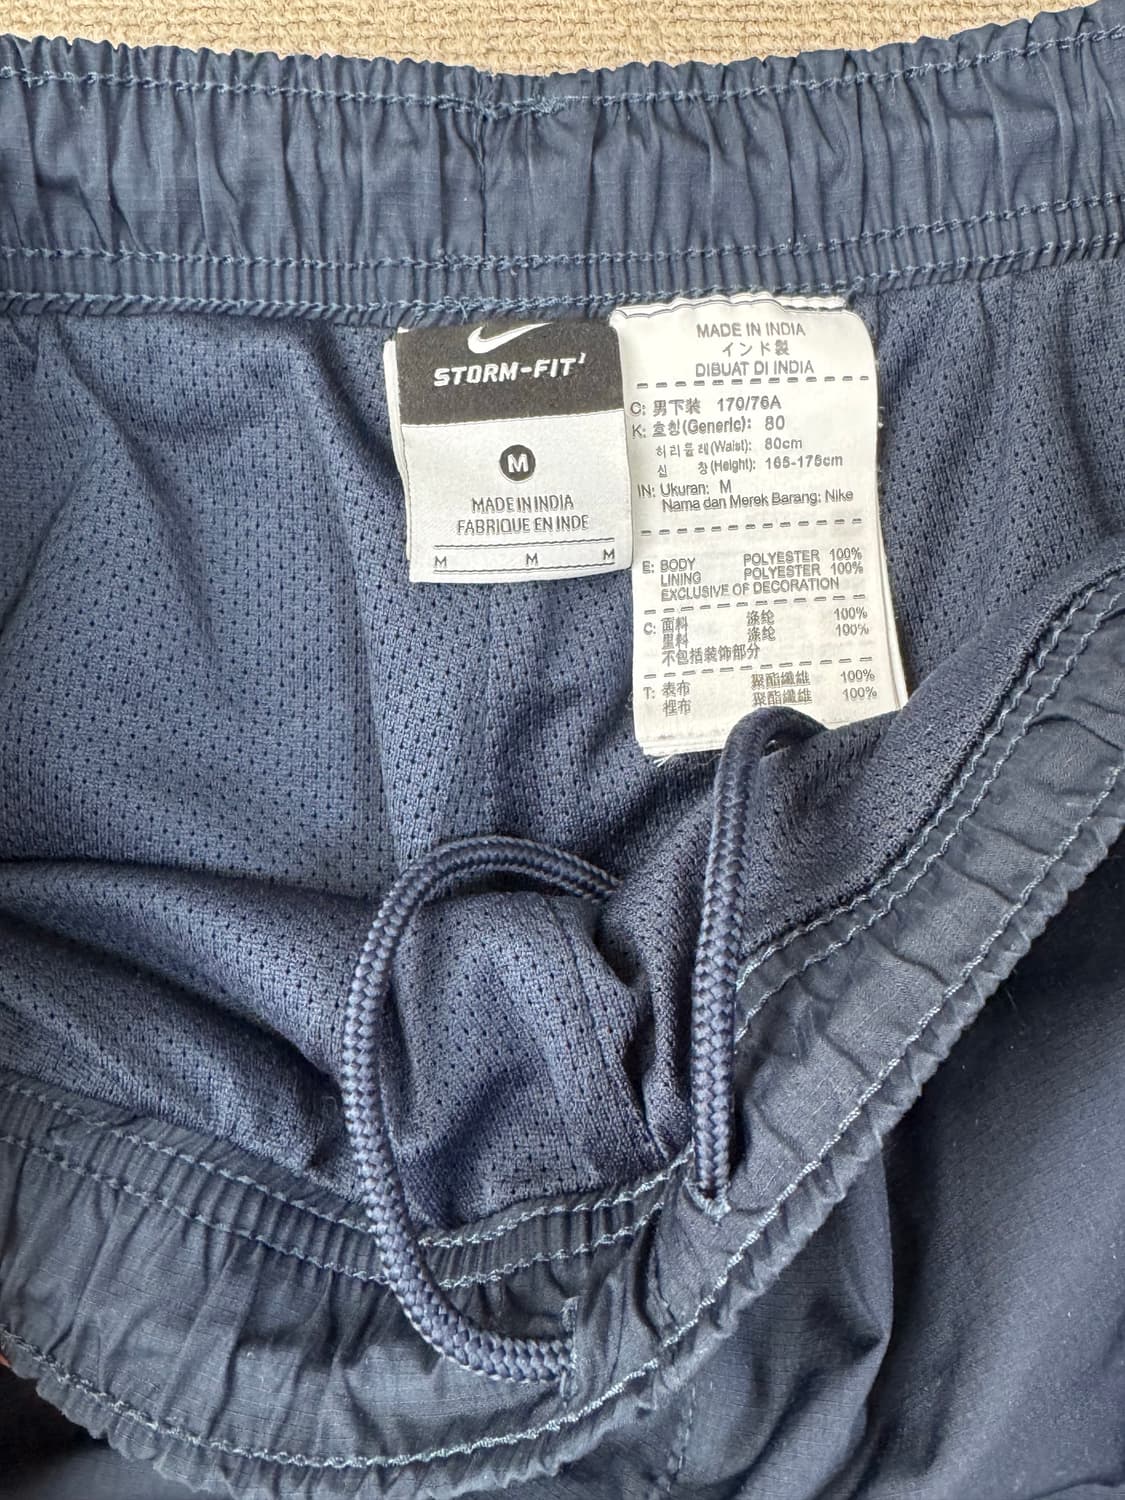 STORM-FIT¹
M
MADE IN INDIA
FABRIQUE EN INDE
M M M
MADE IN INDIA
インド製
DIBUAT DI INDIA
C: 男下装 170/76A
K: 호칭(Generic): 80
허리둘레(Waist): 80cm
신장(Height): 165-175cm
IN: Ukuran: M
Nama dan Merek Barang: Nike
E: BODY POLYESTER 100%
LINING POLYESTER 100%
EXCLUSIVE OF DECORATION
C: 面料 涤纶 100%
里料 涤纶 100%
不包括装饰部分
T: 表布 聚酯纖維 100%
裡布 聚酯纖維 100%